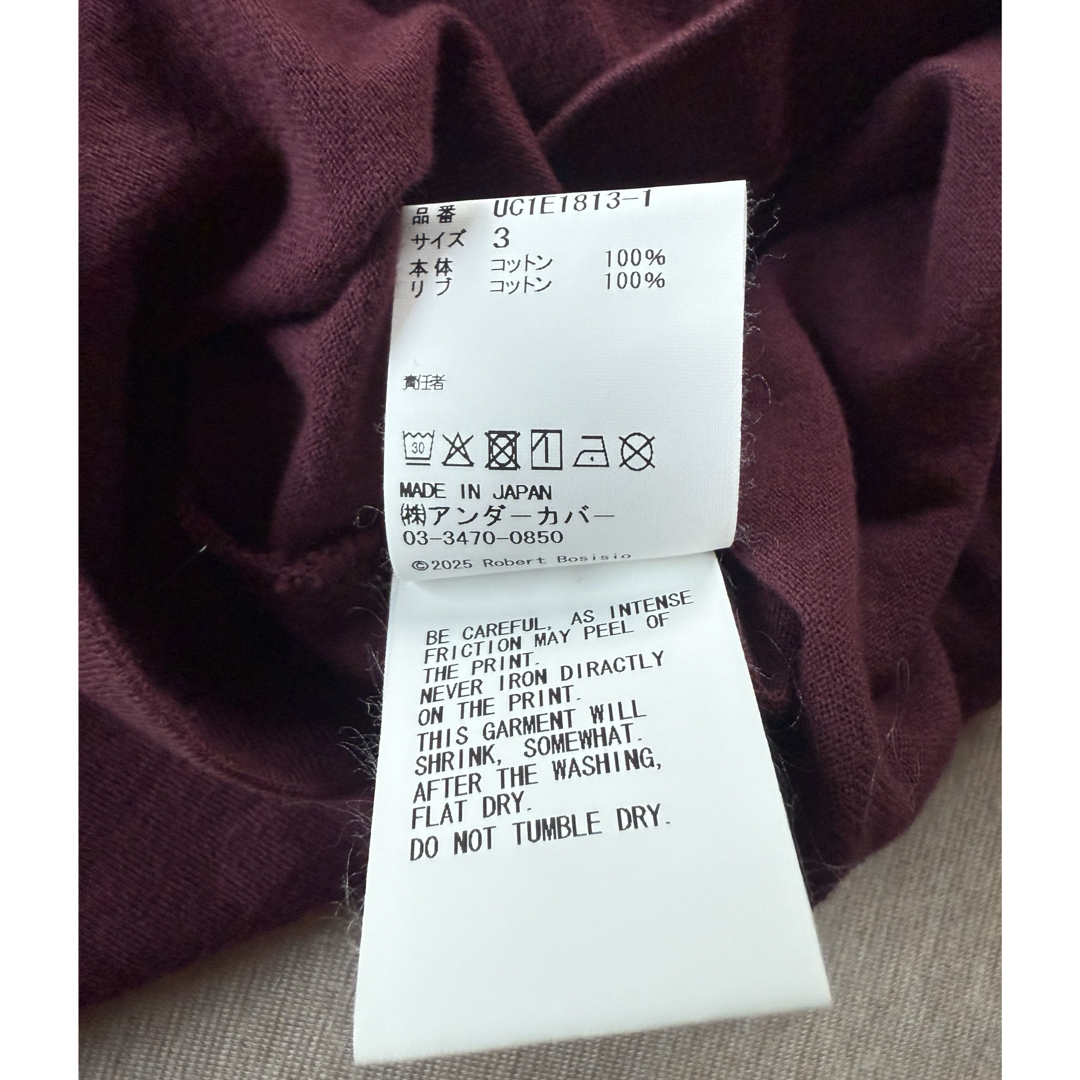 品番 UC1E1813-1
サイズ 3
本体 コットン 100%
リブ コットン 100%
責任者
30
MADE IN JAPAN
㈱アンダーカバー
03-3470-0850
©2025 Robert Bosisio
BE CAREFUL, AS INTENSE
FRICTION MAY PEEL OF
THE PRINT.
NEVER IRON DIRACTLY
ON THE PRINT.
THIS GARMENT WILL
SHRINK, SOMEWHAT.
AFTER THE WASHING,
FLAT DRY.
DO NOT TUMBLE DRY.